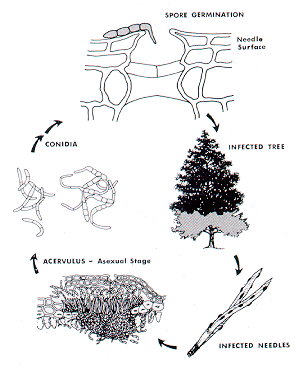 SPORE GERMINATION
Needle
Surface
CONIDIA
INFECTED TREE
ACERVULUS – Asexual Stage
INFECTED NEEDLES